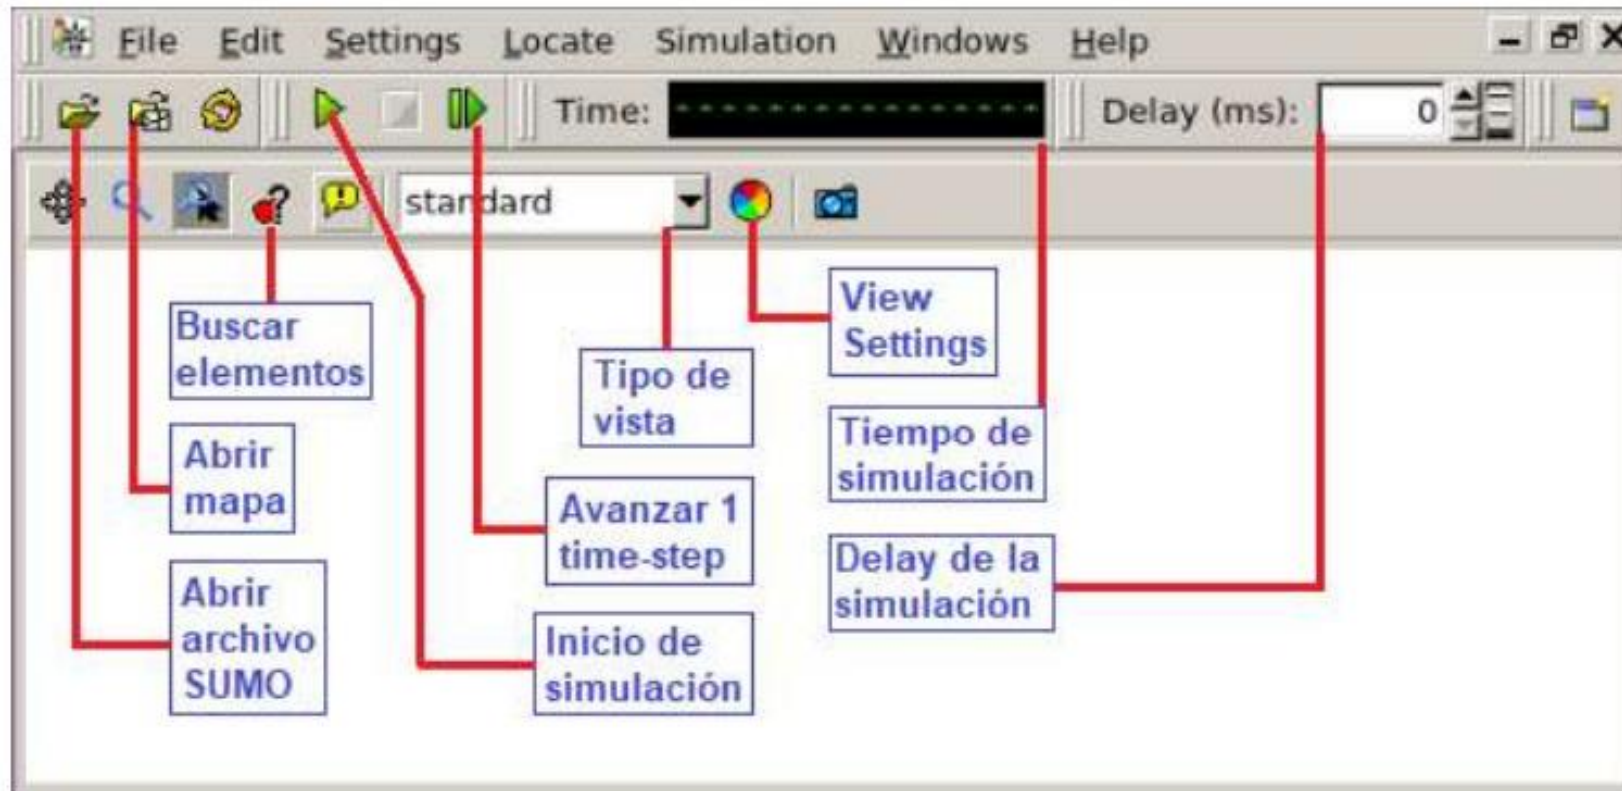 File Edit Settings Locate Simulation Windows Help
Time: Delay (ms): 0
standard
Buscar
elementos
Abrir
mapa
Abrir
archivo
SUMO
Tipo de
vista
Avanzar 1
time-step
Inicio de
simulación
View
Settings
Tiempo de
simulación
Delay de la
simulación